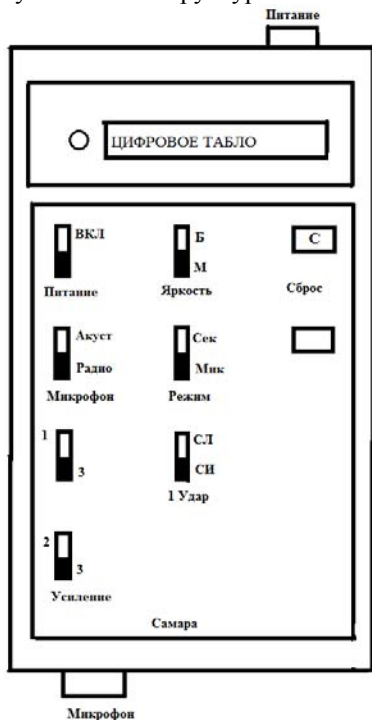 Питание
ЦИФРОВОЕ ТАБЛО
ВКЛ
Питание
Б
М
Яркость
С
Сброс
Акуст
Радио
Микрофон
Сек
Мик
Режим
1
3
СЛ
СИ
1 Удар
2
3
Усиление
Самара
Микрофон